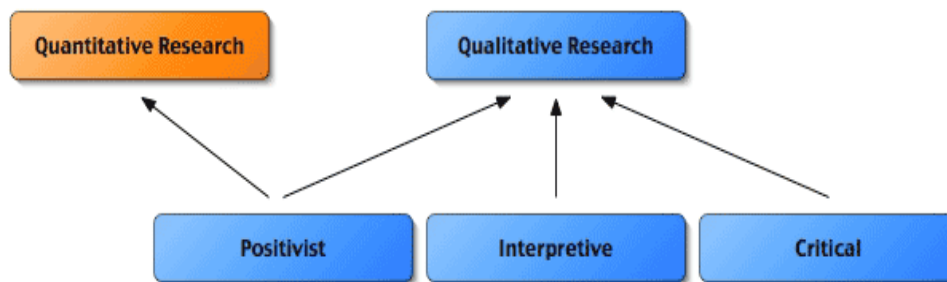 Quantitative Research
Qualitative Research
Positivist
Interpretive
Critical